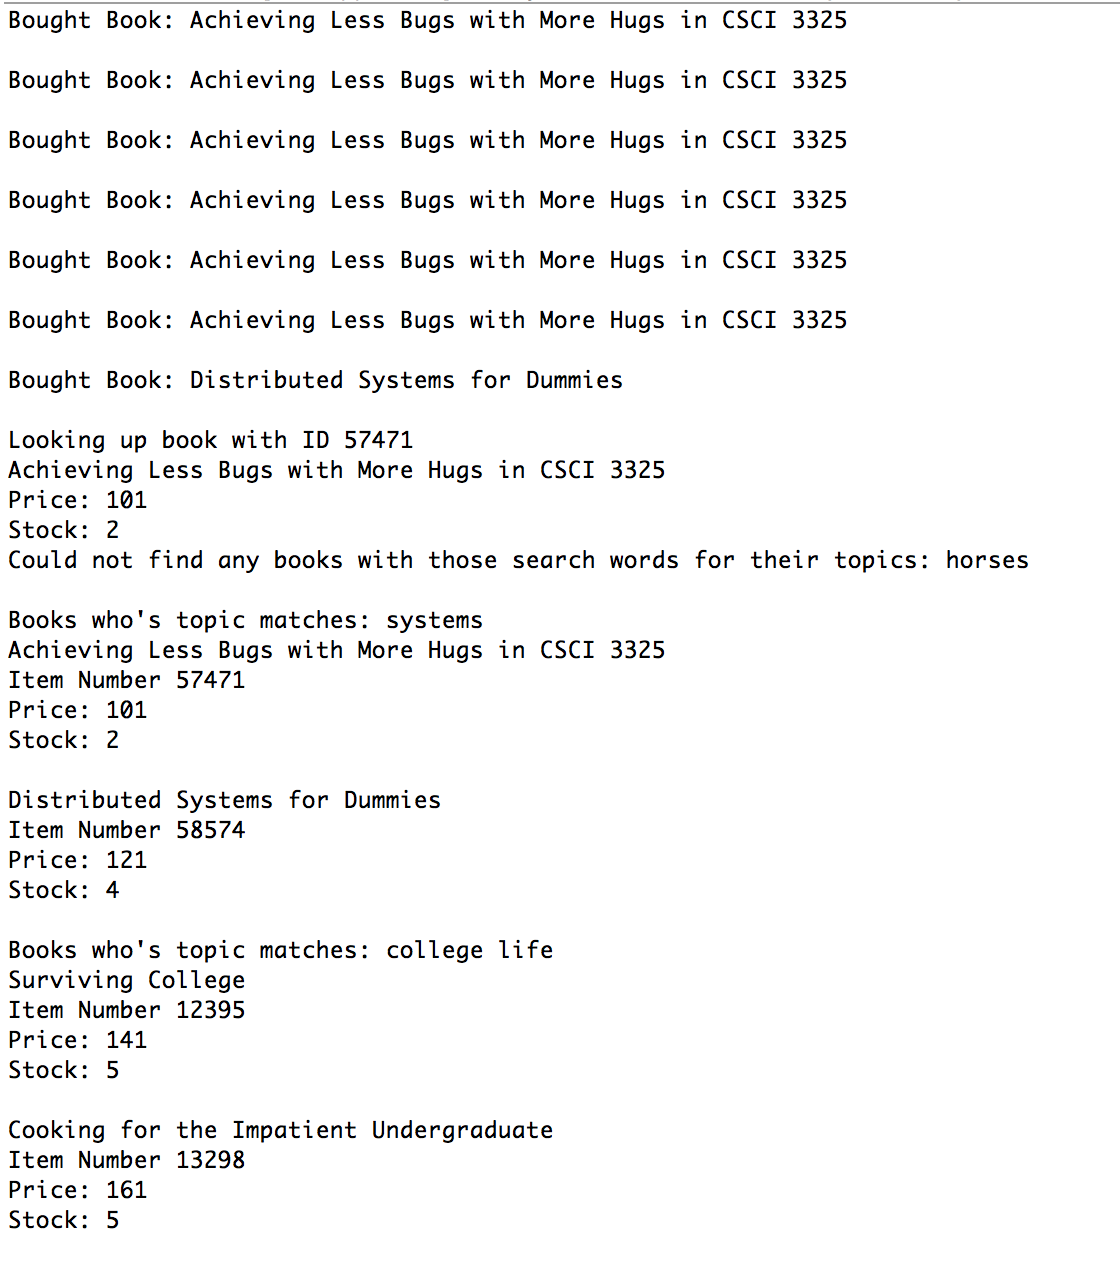 Bought Book: Achieving Less Bugs with More Hugs in CSCI 3325
Bought Book: Achieving Less Bugs with More Hugs in CSCI 3325
Bought Book: Achieving Less Bugs with More Hugs in CSCI 3325
Bought Book: Achieving Less Bugs with More Hugs in CSCI 3325
Bought Book: Achieving Less Bugs with More Hugs in CSCI 3325
Bought Book: Achieving Less Bugs with More Hugs in CSCI 3325
Bought Book: Distributed Systems for Dummies
Looking up book with ID 57471
Achieving Less Bugs with More Hugs in CSCI 3325
Price: 101
Stock: 2
Could not find any books with those search words for their topics: horses
Books who's topic matches: systems
Achieving Less Bugs with More Hugs in CSCI 3325
Item Number 57471
Price: 101
Stock: 2
Distributed Systems for Dummies
Item Number 58574
Price: 121
Stock: 4
Books who's topic matches: college life
Surviving College
Item Number 12395
Price: 141
Stock: 5
Cooking for the Impatient Undergraduate
Item Number 13298
Price: 161
Stock: 5